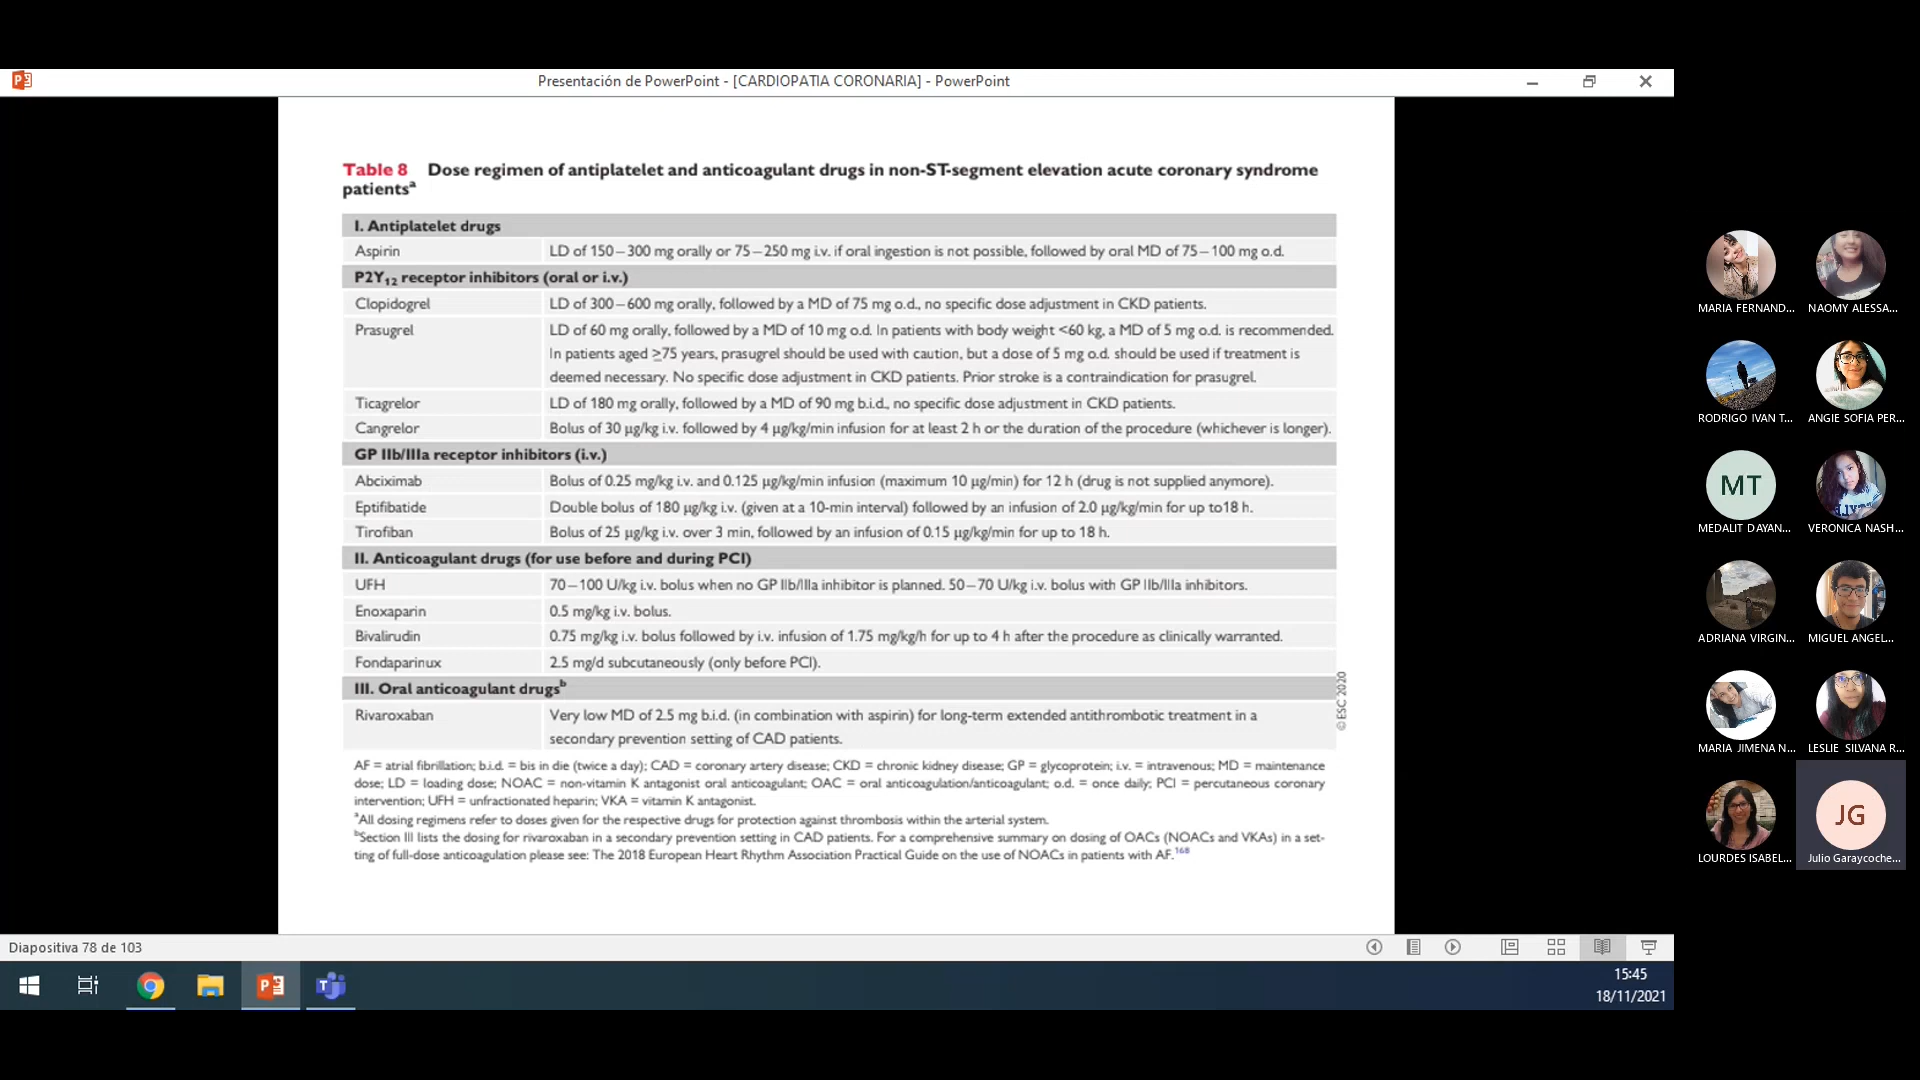 Presentación de PowerPoint - [CARDIOPATIA CORONARIA] - PowerPoint
Table 8 Dose regimen of antiplatelet and anticoagulant drugs in non-ST-segment elevation acute coronary syndrome
patientsᵃ
I. Antiplatelet drugs
Aspirin LD of 150–300 mg orally or 75–250 mg i.v. if oral ingestion is not possible, followed by oral MD of 75–100 mg o.d.
P2Y₁₂ receptor inhibitors (oral or i.v.)
Clopidogrel LD of 300–600 mg orally, followed by a MD of 75 mg o.d., no specific dose adjustment in CKD patients.
Prasugrel LD of 60 mg orally, followed by a MD of 10 mg o.d. In patients with body weight <60 kg, a MD of 5 mg o.d. is recommended.
In patients aged ≥75 years, prasugrel should be used with caution, but a dose of 5 mg o.d. should be used if treatment is
deemed necessary. No specific dose adjustment in CKD patients. Prior stroke is a contraindication for prasugrel.
Ticagrelor LD of 180 mg orally, followed by a MD of 90 mg b.i.d., no specific dose adjustment in CKD patients.
Cangrelor Bolus of 30 µg/kg i.v. followed by 4 µg/kg/min infusion for at least 2 h or the duration of the procedure (whichever is longer).
GP IIb/IIIa receptor inhibitors (i.v.)
Abciximab Bolus of 0.25 mg/kg i.v. and 0.125 µg/kg/min infusion (maximum 10 µg/min) for 12 h (drug is not supplied anymore).
Eptifibatide Double bolus of 180 µg/kg i.v. (given at a 10-min interval) followed by an infusion of 2.0 µg/kg/min for up to18 h.
Tirofiban Bolus of 25 µg/kg i.v. over 3 min, followed by an infusion of 0.15 µg/kg/min for up to 18 h.
II. Anticoagulant drugs (for use before and during PCI)
UFH 70–100 U/kg i.v. bolus when no GP IIb/IIIa inhibitor is planned. 50–70 U/kg i.v. bolus with GP IIb/IIIa inhibitors.
Enoxaparin 0.5 mg/kg i.v. bolus.
Bivalirudin 0.75 mg/kg i.v. bolus followed by i.v. infusion of 1.75 mg/kg/h for up to 4 h after the procedure as clinically warranted.
Fondaparinux 2.5 mg/d subcutaneously (only before PCI).
III. Oral anticoagulant drugsᵇ
Rivaroxaban Very low MD of 2.5 mg b.i.d. (in combination with aspirin) for long-term extended antithrombotic treatment in a
secondary prevention setting of CAD patients.
©ESC 2020
AF = atrial fibrillation; b.i.d. = bis in die (twice a day); CAD = coronary artery disease; CKD = chronic kidney disease; GP = glycoprotein; i.v. = intravenous; MD = maintenance
dose; LD = loading dose; NOAC = non-vitamin K antagonist oral anticoagulant; OAC = oral anticoagulation/anticoagulant; o.d. = once daily; PCI = percutaneous coronary
intervention; UFH = unfractionated heparin; VKA = vitamin K antagonist.
ᵃAll dosing regimens refer to doses given for the respective drugs for protection against thrombosis within the arterial system.
ᵇSection III lists the dosing for rivaroxaban in a secondary prevention setting in CAD patients. For a comprehensive summary on dosing of OACs (NOACs and VKAs) in a set-
ting of full-dose anticoagulation please see: The 2018 European Heart Rhythm Association Practical Guide on the use of NOACs in patients with AF.¹⁶⁸
Diapositiva 78 de 103
15:45
18/11/2021
MARIA FERNAND... NAOMY ALESSA...
RODRIGO IVAN T... ANGIE SOFIA PER...
MT
MEDALIT DAYAN... VERONICA NASH...
ADRIANA VIRGIN... MIGUEL ANGEL...
MARIA JIMENA N... LESLIE SILVANA R...
JG
LOURDES ISABEL... Julio Garaycoche...